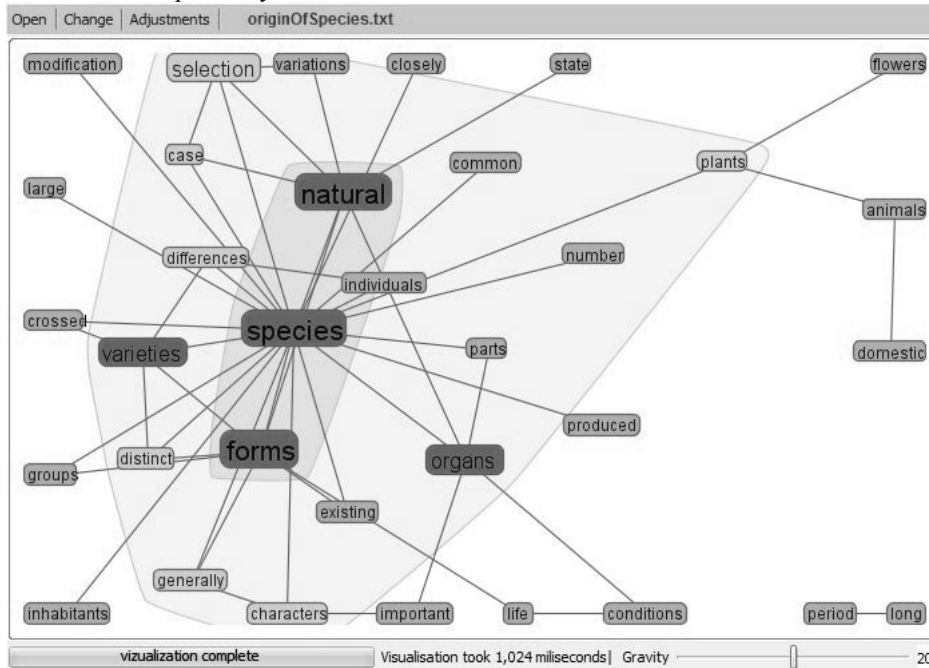 Open Change Adjustments originOfSpecies.txt
modification selection variations closely state flowers
case common plants
large natural animals
differences number
individuals
crossed species
varieties parts domestic
produced
forms
groups distinct organs
existing
generally
inhabitants characters important life conditions period long
vizualization complete Visualisation took 1,024 miliseconds| Gravity 20